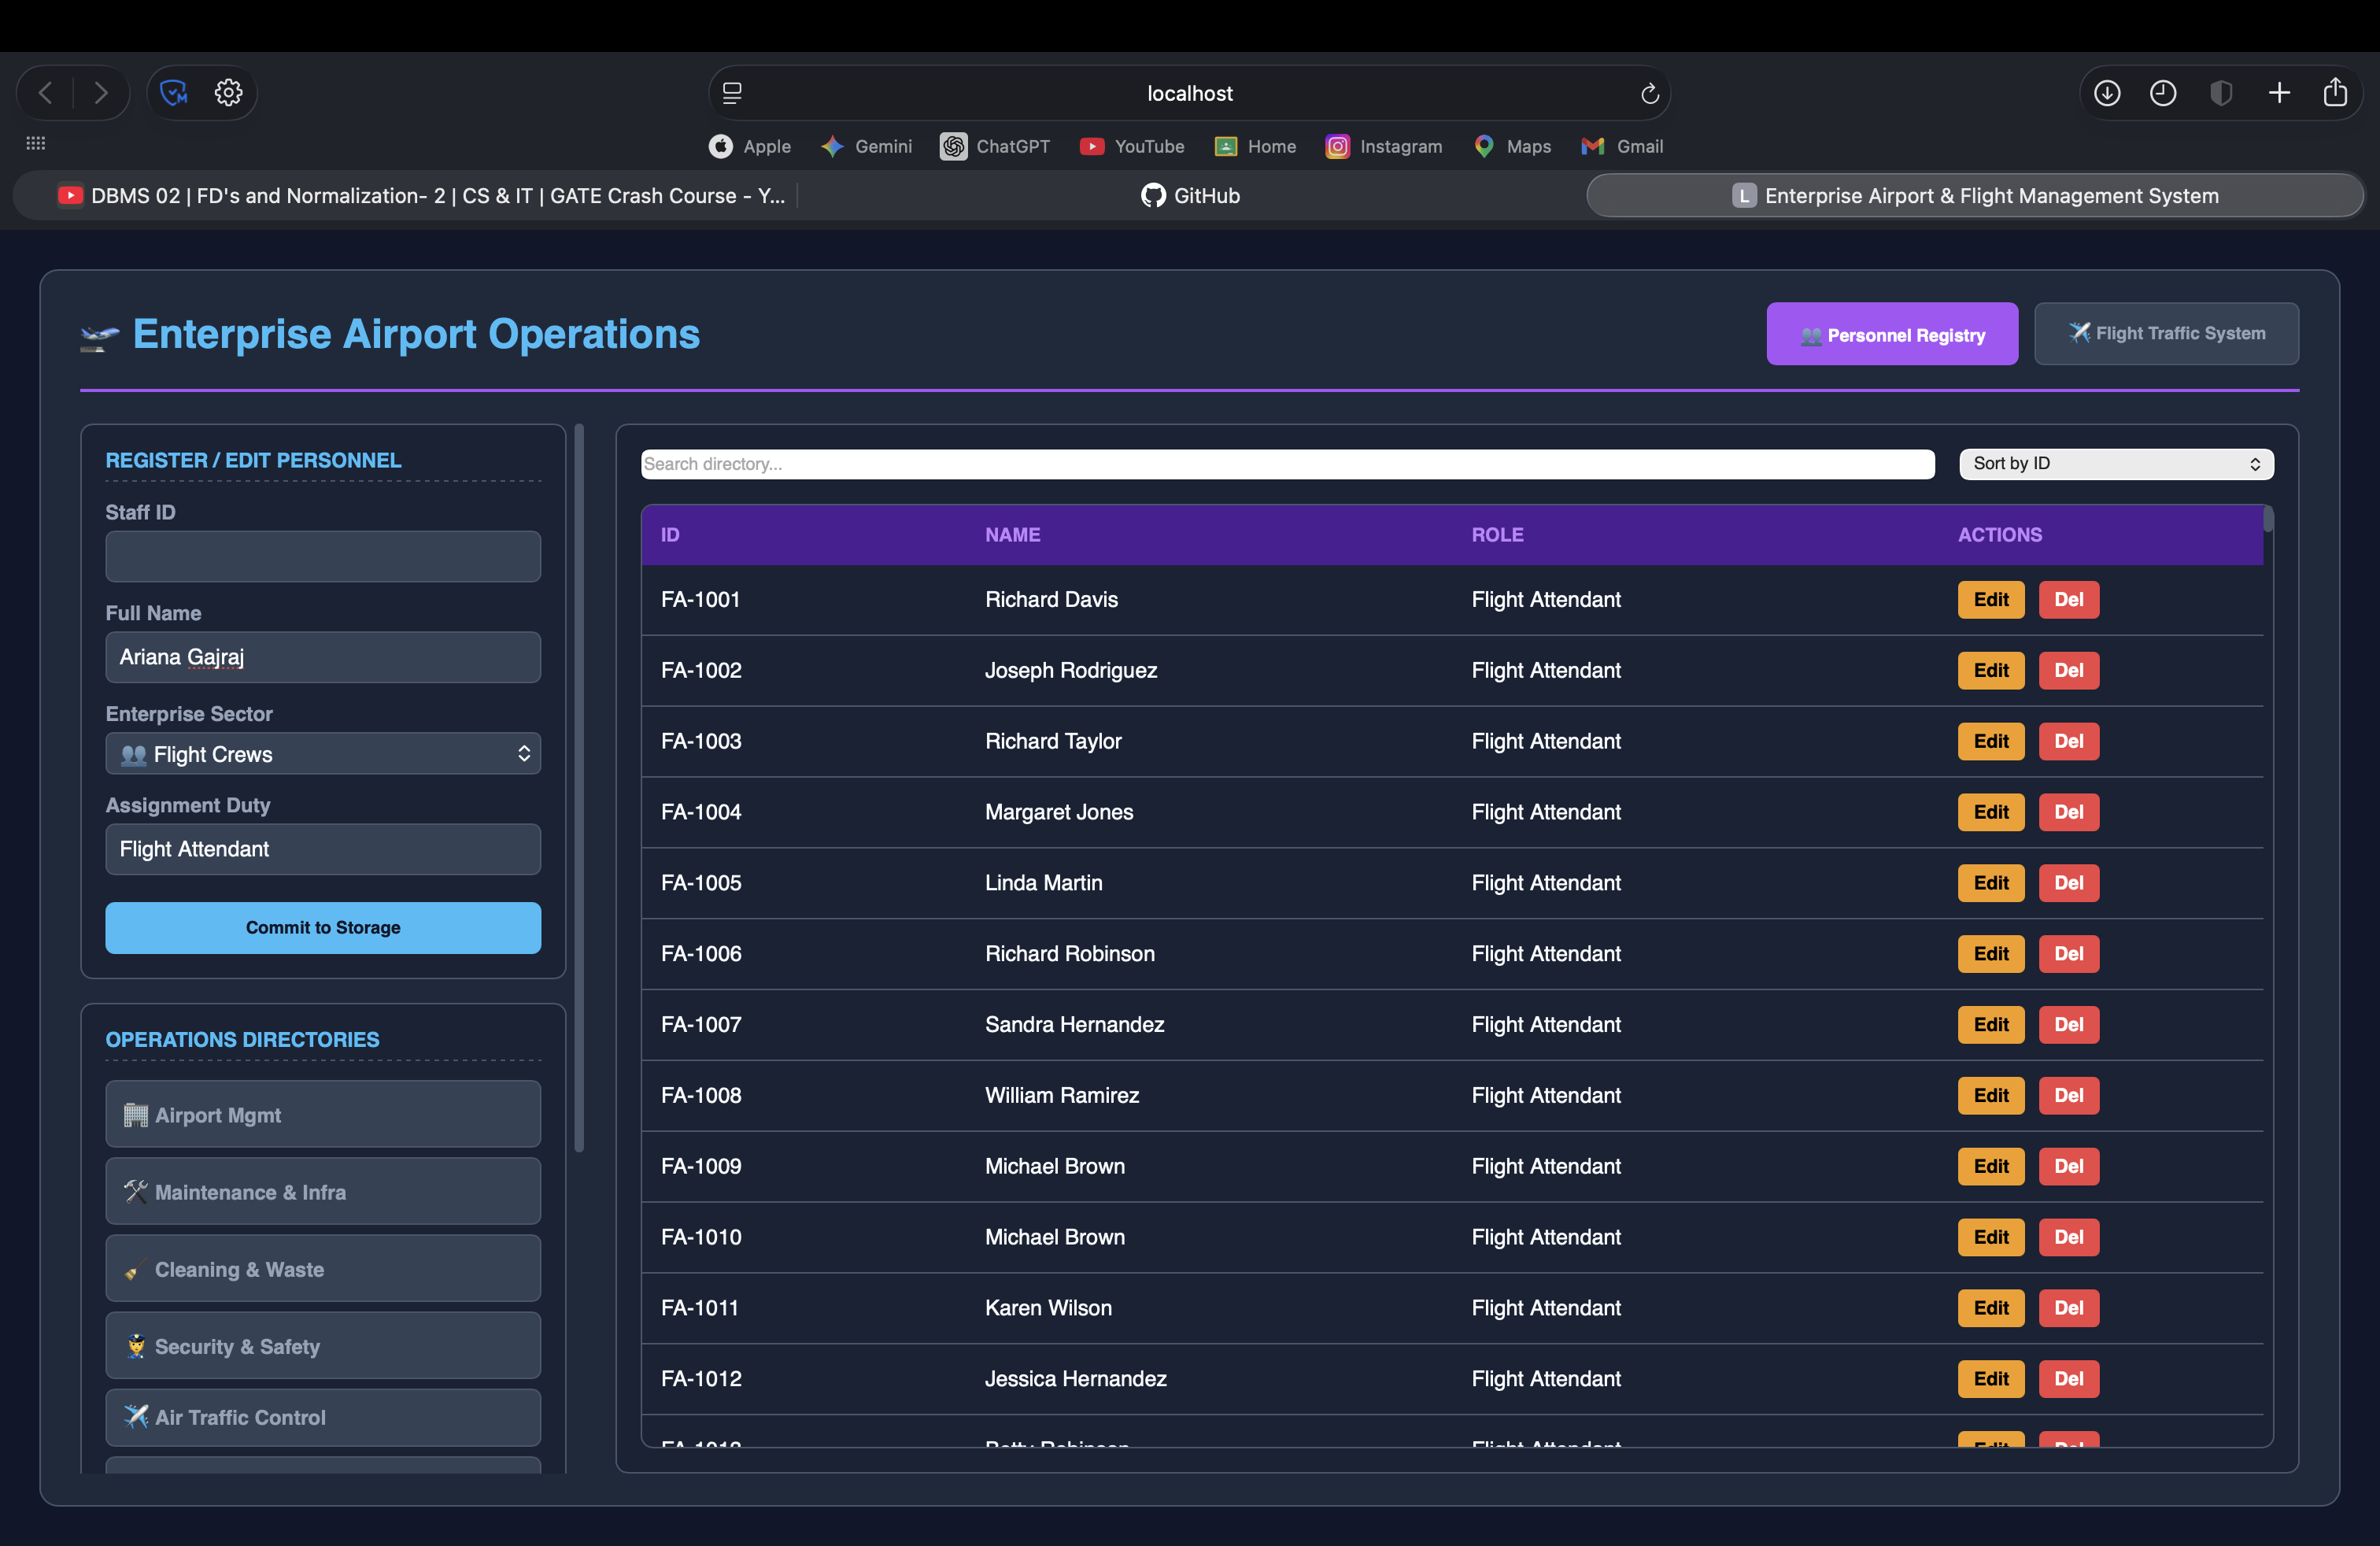 localhost
Apple Gemini ChatGPT YouTube Home Instagram Maps Gmail
DBMS 02 | FD's and Normalization- 2 | CS & IT | GATE Crash Course - Y... GitHub L Enterprise Airport & Flight Management System
Enterprise Airport Operations
Personnel Registry
Flight Traffic System
REGISTER / EDIT PERSONNEL
Staff ID
Full Name
Ariana Gajraj
Enterprise Sector
Flight Crews
Assignment Duty
Flight Attendant
Commit to Storage
OPERATIONS DIRECTORIES
Airport Mgmt
Maintenance & Infra
Cleaning & Waste
Security & Safety
Air Traffic Control
Search directory...
Sort by ID
ID NAME ROLE ACTIONS
FA-1001 Richard Davis Flight Attendant Edit Del
FA-1002 Joseph Rodriguez Flight Attendant Edit Del
FA-1003 Richard Taylor Flight Attendant Edit Del
FA-1004 Margaret Jones Flight Attendant Edit Del
FA-1005 Linda Martin Flight Attendant Edit Del
FA-1006 Richard Robinson Flight Attendant Edit Del
FA-1007 Sandra Hernandez Flight Attendant Edit Del
FA-1008 William Ramirez Flight Attendant Edit Del
FA-1009 Michael Brown Flight Attendant Edit Del
FA-1010 Michael Brown Flight Attendant Edit Del
FA-1011 Karen Wilson Flight Attendant Edit Del
FA-1012 Jessica Hernandez Flight Attendant Edit Del